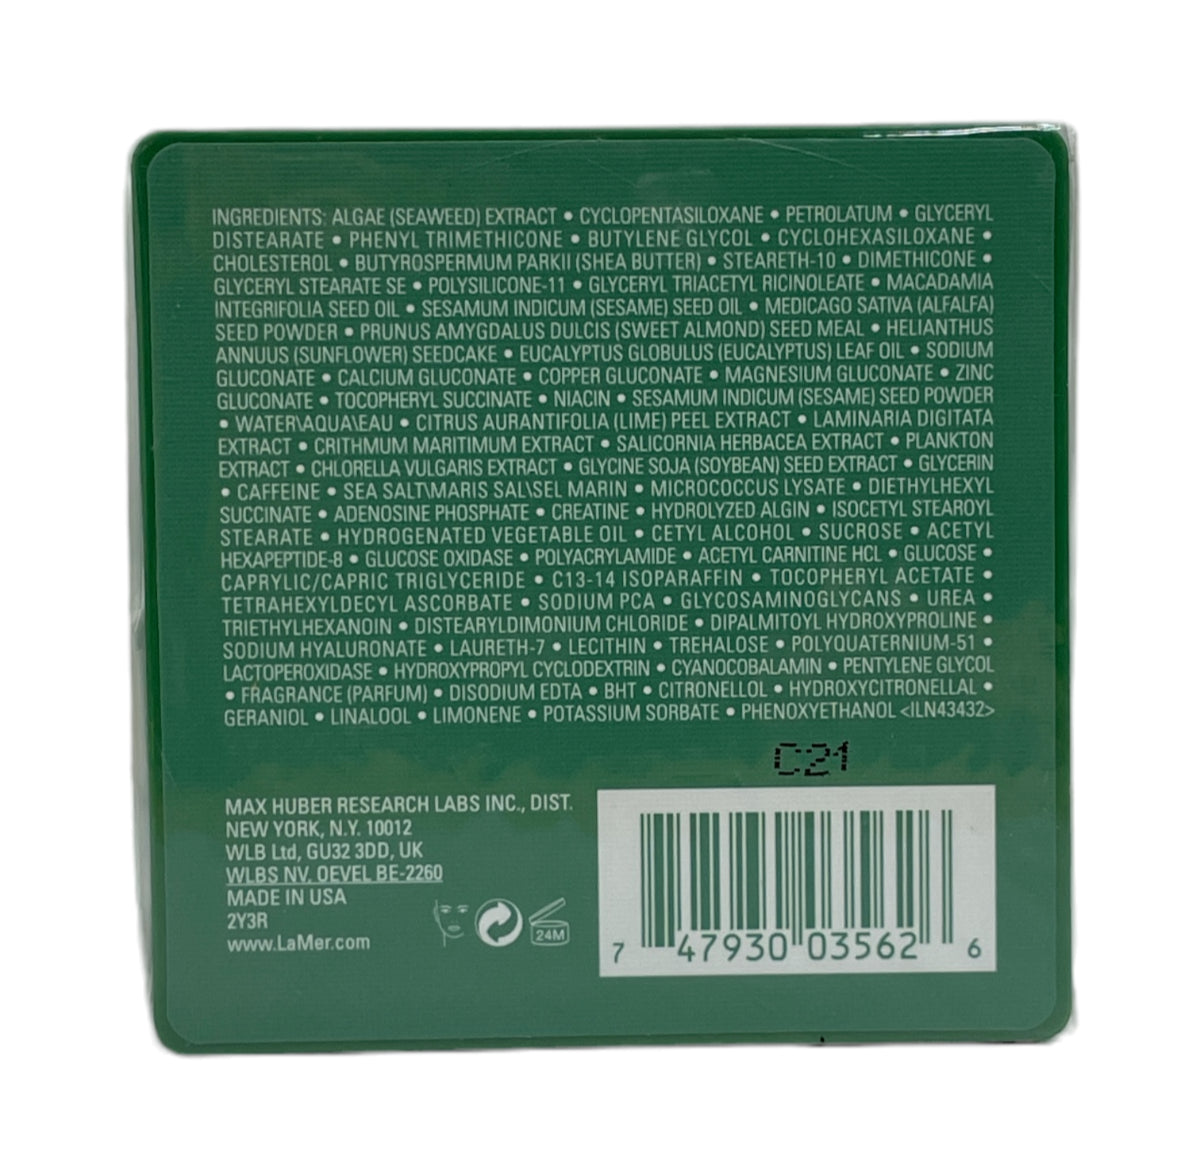 INGREDIENTS: ALGAE (SEAWEED) EXTRACT • CYCLOPENTASILOXANE • PETROLATUM • GLYCERYL
DISTEARATE • PHENYL TRIMETHICONE • BUTYLENE GLYCOL • CYCLOHEXASILOXANE •
CHOLESTEROL • BUTYROSPERMUM PARKII (SHEA BUTTER) • STEARETH-10 • DIMETHICONE •
GLYCERYL STEARATE SE • POLYSILICONE-11 • GLYCERYL TRIACETYL RICINOLEATE • MACADAMIA
INTEGRIFOLIA SEED OIL • SESAMUM INDICUM (SESAME) SEED OIL • MEDICAGO SATIVA (ALFALFA)
SEED POWDER • PRUNUS AMYGDALUS DULCIS (SWEET ALMOND) SEED MEAL • HELIANTHUS
ANNUUS (SUNFLOWER) SEEDCAKE • EUCALYPTUS GLOBULUS (EUCALYPTUS) LEAF OIL • SODIUM
GLUCONATE • CALCIUM GLUCONATE • COPPER GLUCONATE • MAGNESIUM GLUCONATE • ZINC
GLUCONATE • TOCOPHERYL SUCCINATE • NIACIN • SESAMUM INDICUM (SESAME) SEED POWDER
• WATER\AQUA\EAU • CITRUS AURANTIFOLIA (LIME) PEEL EXTRACT • LAMINARIA DIGITATA
EXTRACT • CRITHMUM MARITIMUM EXTRACT • SALICORNIA HERBACEA EXTRACT • PLANKTON
EXTRACT • CHLORELLA VULGARIS EXTRACT • GLYCINE SOJA (SOYBEAN) SEED EXTRACT • GLYCERIN
• CAFFEINE • SEA SALT\MARIS SAL\SEL MARIN • MICROCOCCUS LYSATE • DIETHYLHEXYL
SUCCINATE • ADENOSINE PHOSPHATE • CREATINE • HYDROLYZED ALGIN • ISOCETYL STEAROYL
STEARATE • HYDROGENATED VEGETABLE OIL • CETYL ALCOHOL • SUCROSE • ACETYL
HEXAPEPTIDE-8 • GLUCOSE OXIDASE • POLYACRYLAMIDE • ACETYL CARNITINE HCL • GLUCOSE •
CAPRYLIC/CAPRIC TRIGLYCERIDE • C13-14 ISOPARAFFIN • TOCOPHERYL ACETATE •
TETRAHEXYLDECYL ASCORBATE • SODIUM PCA • GLYCOSAMINOGLYCANS • UREA •
TRIETHYLHEXANOIN • DISTEARYLDIMONIUM CHLORIDE • DIPALMITOYL HYDROXYPROLINE •
SODIUM HYALURONATE • LAURETH-7 • LECITHIN • TREHALOSE • POLYQUATERNIUM-51 •
LACTOPEROXIDASE • HYDROXYPROPYL CYCLODEXTRIN • CYANOCOBALAMIN • PENTYLENE GLYCOL
• FRAGRANCE (PARFUM) • DISODIUM EDTA • BHT • CITRONELLOL • HYDROXYCITRONELLAL •
GERANIOL • LINALOOL • LIMONENE • POTASSIUM SORBATE • PHENOXYETHANOL <ILN43432>
C21
MAX HUBER RESEARCH LABS INC., DIST.
NEW YORK, N.Y. 10012
WLB Ltd, GU32 3DD, UK
WLBS NV. OEVEL BE-2260
MADE IN USA
2Y3R
www.LaMer.com
24M
7 47930 03562 6